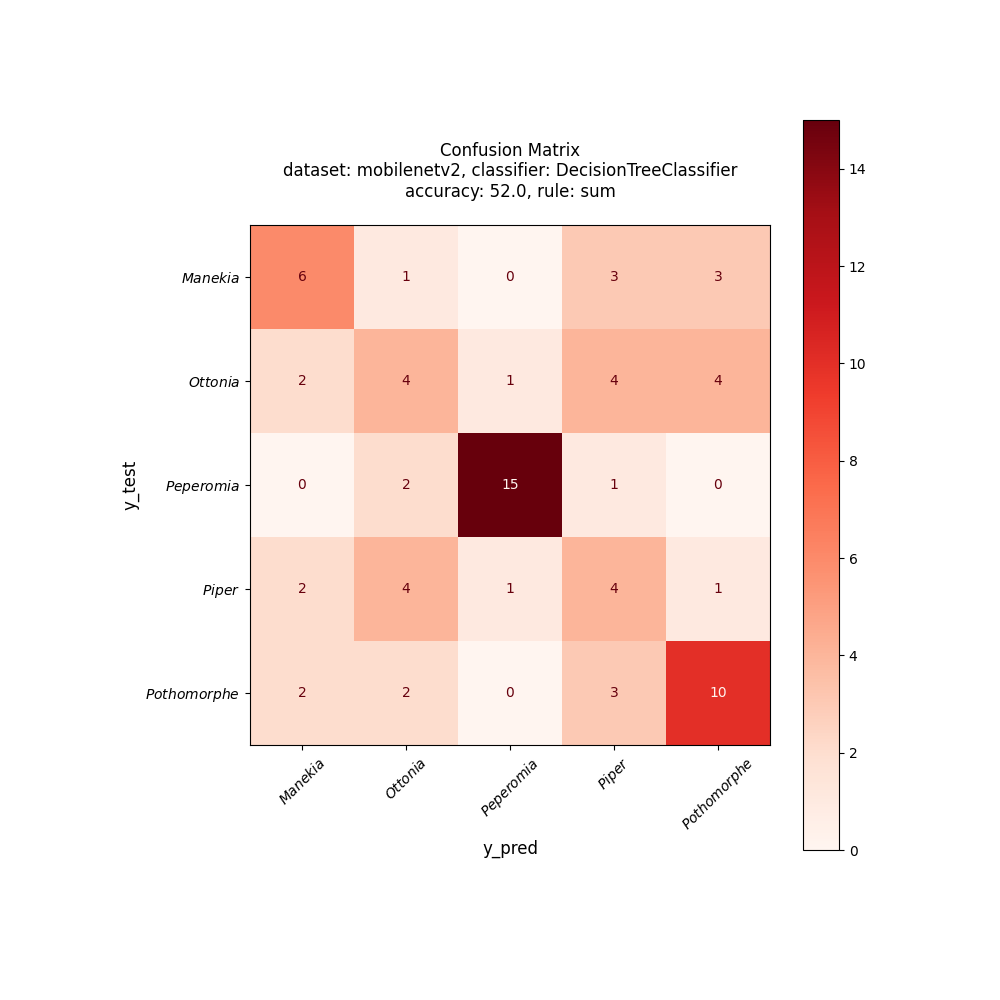 Confusion Matrix
dataset: mobilenetv2, classifier: DecisionTreeClassifier
accuracy: 52.0, rule: sum
Manekia 6 1 0 3 3
Ottonia 2 4 1 4 4
Peperomia 0 2 15 1 0
Piper 2 4 1 4 1
Pothomorphe 2 2 0 3 10
Manekia Ottonia Peperomia Piper Pothomorphe
y_pred
y_test
14
12
10
8
6
4
2
0